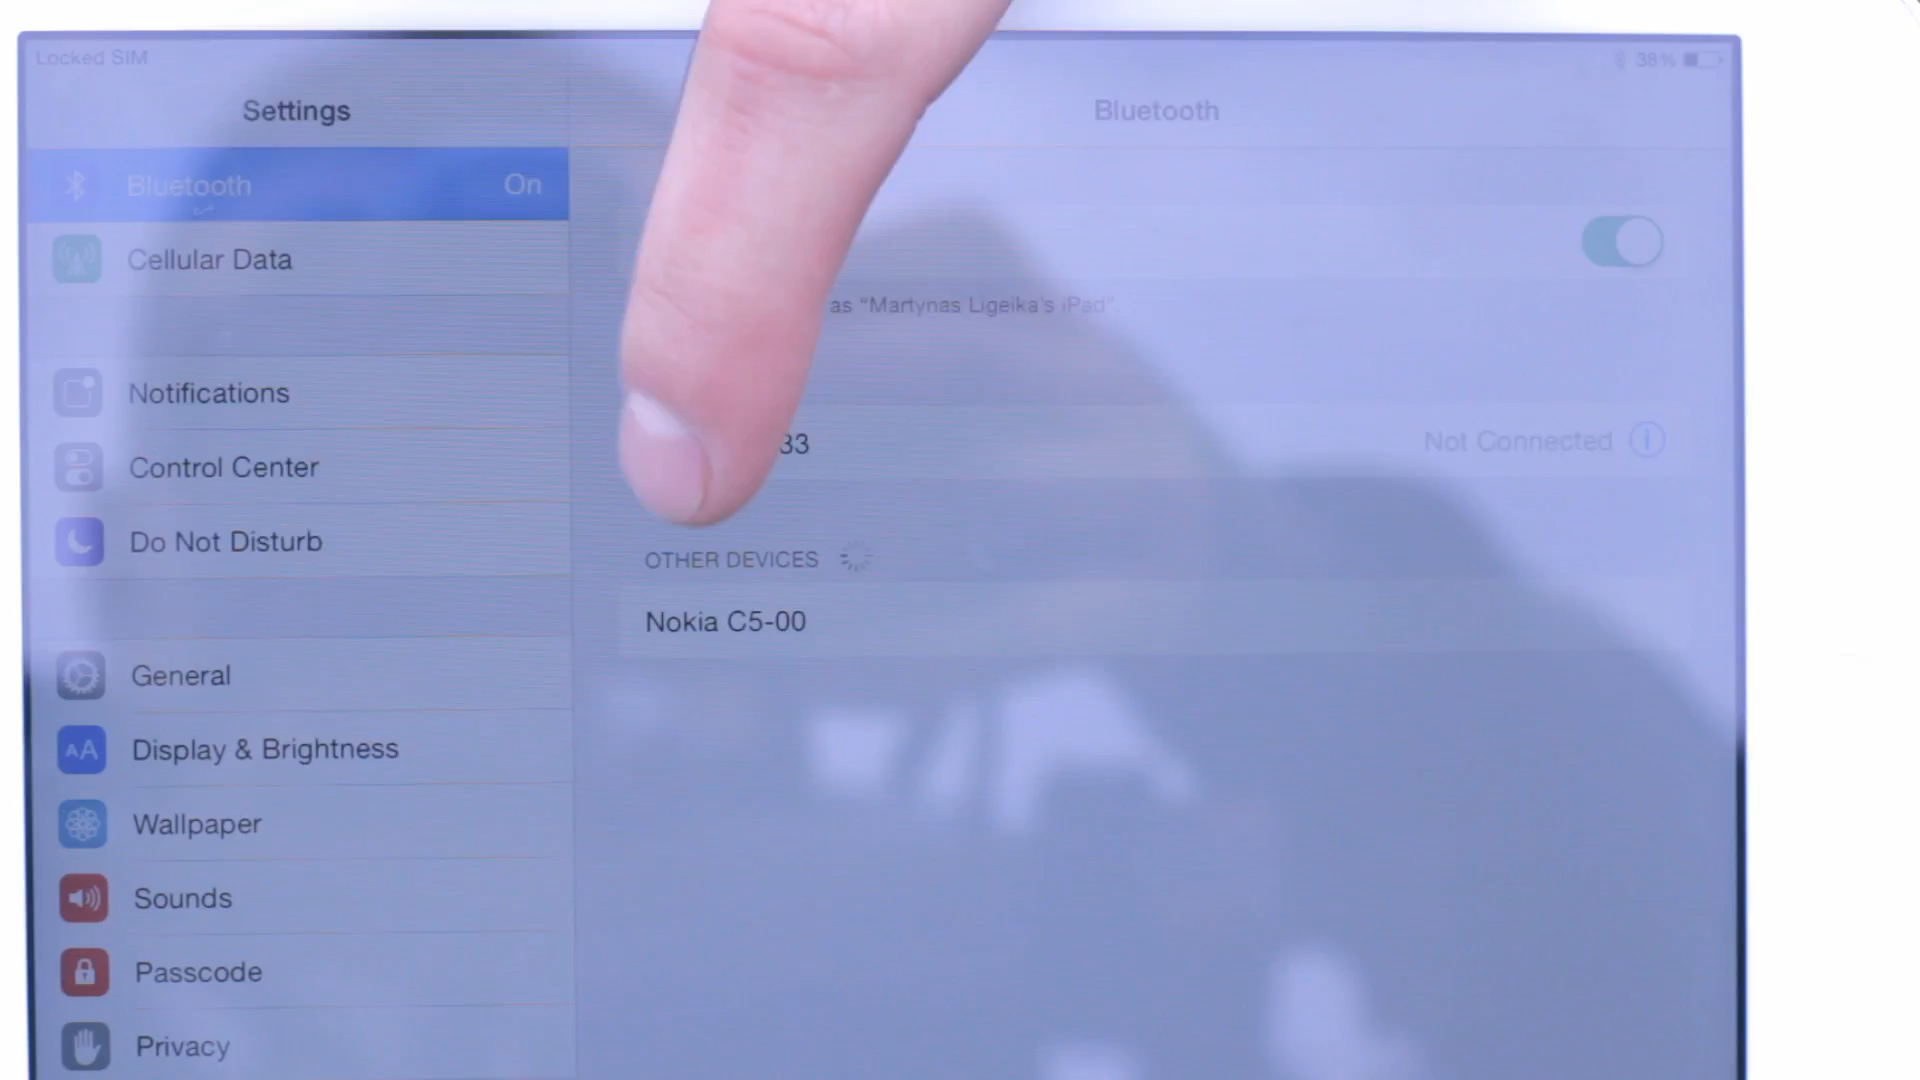 Locked SIM
38%
Settings
Bluetooth
Bluetooth On
Cellular Data
as “Martynas Ligeika’s iPad”
Notifications
33 Not Connected
Control Center
Do Not Disturb
OTHER DEVICES
Nokia C5-00
General
AA Display & Brightness
Wallpaper
Sounds
Passcode
Privacy